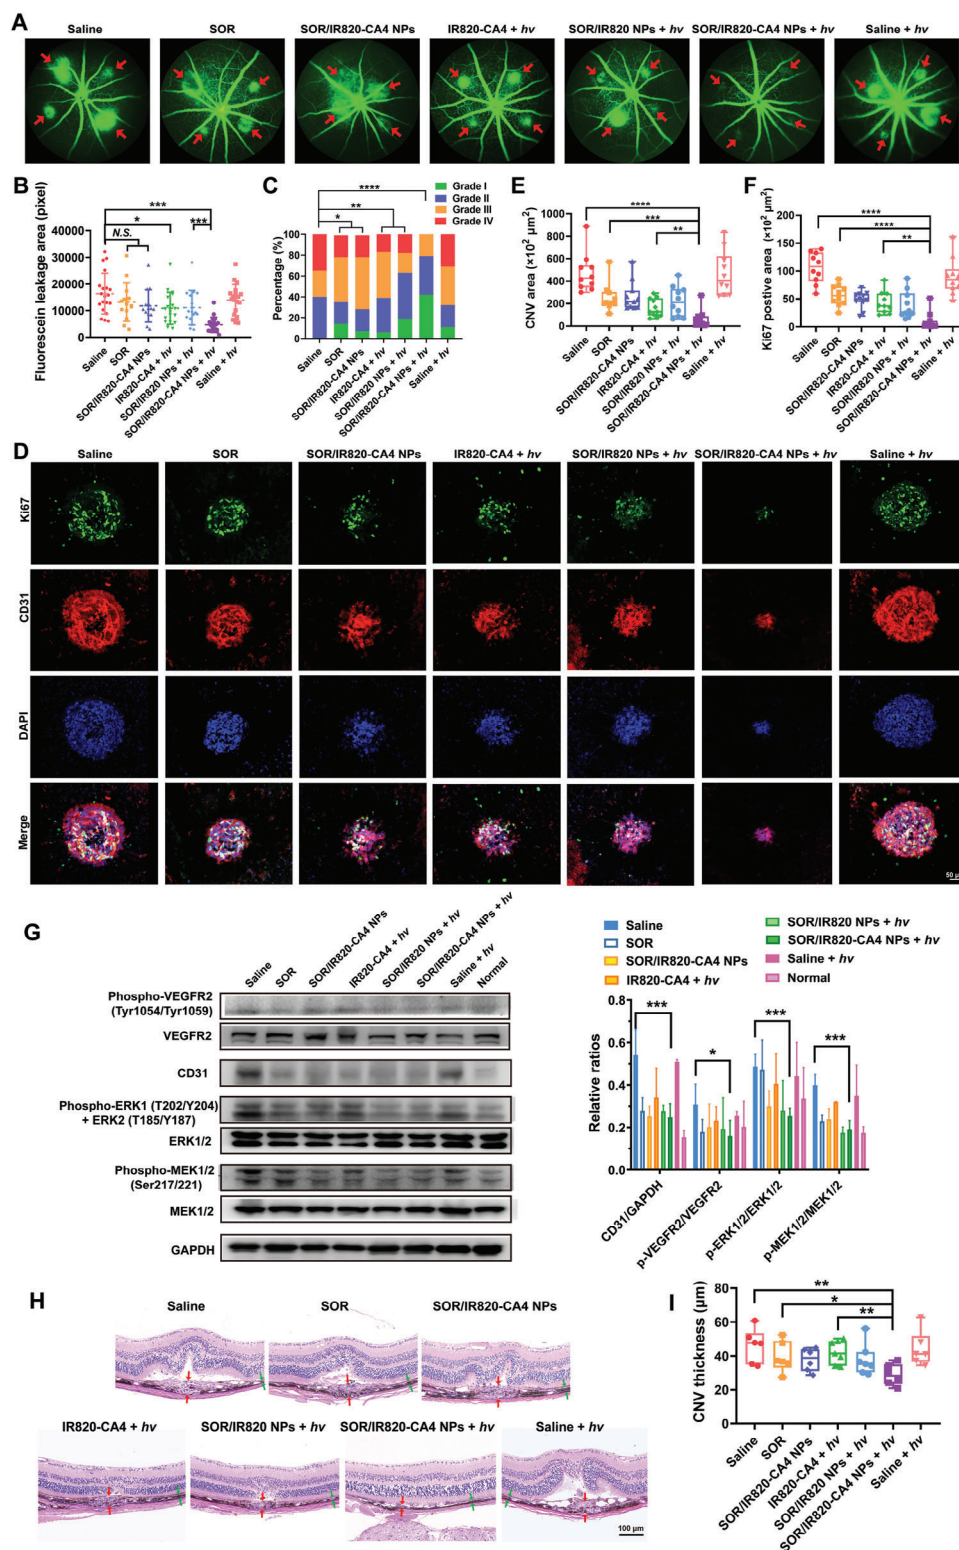 A
Saline
SOR
SOR/IR820-CA4 NPs
IR820-CA4 + hv
SOR/IR820 NPs + hv
SOR/IR820-CA4 NPs + hv
Saline + hv
B
Fluorescein leakage area (pixel)
40000
30000
20000
10000
0
***
*
***
N.S.
Saline
SOR
SOR/IR820-CA4 NPs
IR820-CA4 + hv
SOR/IR820 NPs + hv
SOR/IR820-CA4 NPs + hv
Saline + hv
C
Percentage (%)
100
80
60
40
20
0
****
**
*
Grade I
Grade II
Grade III
Grade IV
Saline
SOR
SOR/IR820-CA4 NPs
IR820-CA4 + hv
SOR/IR820 NPs + hv
SOR/IR820-CA4 NPs + hv
Saline + hv
E
CNV area (×10² μm²)
1000
800
600
400
200
0
****
***
**
Saline
SOR
SOR/IR820-CA4 NPs
IR820-CA4 + hv
SOR/IR820 NPs + hv
SOR/IR820-CA4 NPs + hv
Saline + hv
F
Ki67 postive area (×10² μm²)
200
150
100
50
0
****
****
**
Saline
SOR
SOR/IR820-CA4 NPs
IR820-CA4 + hv
SOR/IR820 NPs + hv
SOR/IR820-CA4 NPs + hv
Saline + hv
D
Saline
SOR
SOR/IR820-CA4 NPs
IR820-CA4 + hv
SOR/IR820 NPs + hv
SOR/IR820-CA4 NPs + hv
Saline + hv
Ki67
CD31
DAPI
Merge
50 μm
G
Saline
SOR
SOR/IR820-CA4 NPs
IR820-CA4 + hv
SOR/IR820 NPs + hv
SOR/IR820-CA4 NPs + hv
Saline + hv
Normal
Phospho-VEGFR2
(Tyr1054/Tyr1059)
VEGFR2
CD31
Phospho-ERK1 (T202/Y204)
+ ERK2 (T185/Y187)
ERK1/2
Phospho-MEK1/2
(Ser217/221)
MEK1/2
GAPDH
Saline
SOR
SOR/IR820-CA4 NPs
IR820-CA4 + hv
SOR/IR820 NPs + hv
SOR/IR820-CA4 NPs + hv
Saline + hv
Normal
Relative ratios
0.8
0.6
0.4
0.2
0.0
***
*
***
***
CD31/GAPDH
p-VEGFR2/VEGFR2
p-ERK1/2/ERK1/2
p-MEK1/2/MEK1/2
H
Saline
SOR
SOR/IR820-CA4 NPs
IR820-CA4 + hv
SOR/IR820 NPs + hv
SOR/IR820-CA4 NPs + hv
Saline + hv
100 μm
I
CNV thickness (μm)
80
60
40
20
0
**
*
**
Saline
SOR
SOR/IR820-CA4 NPs
IR820-CA4 + hv
SOR/IR820 NPs + hv
SOR/IR820-CA4 NPs + hv
Saline + hv